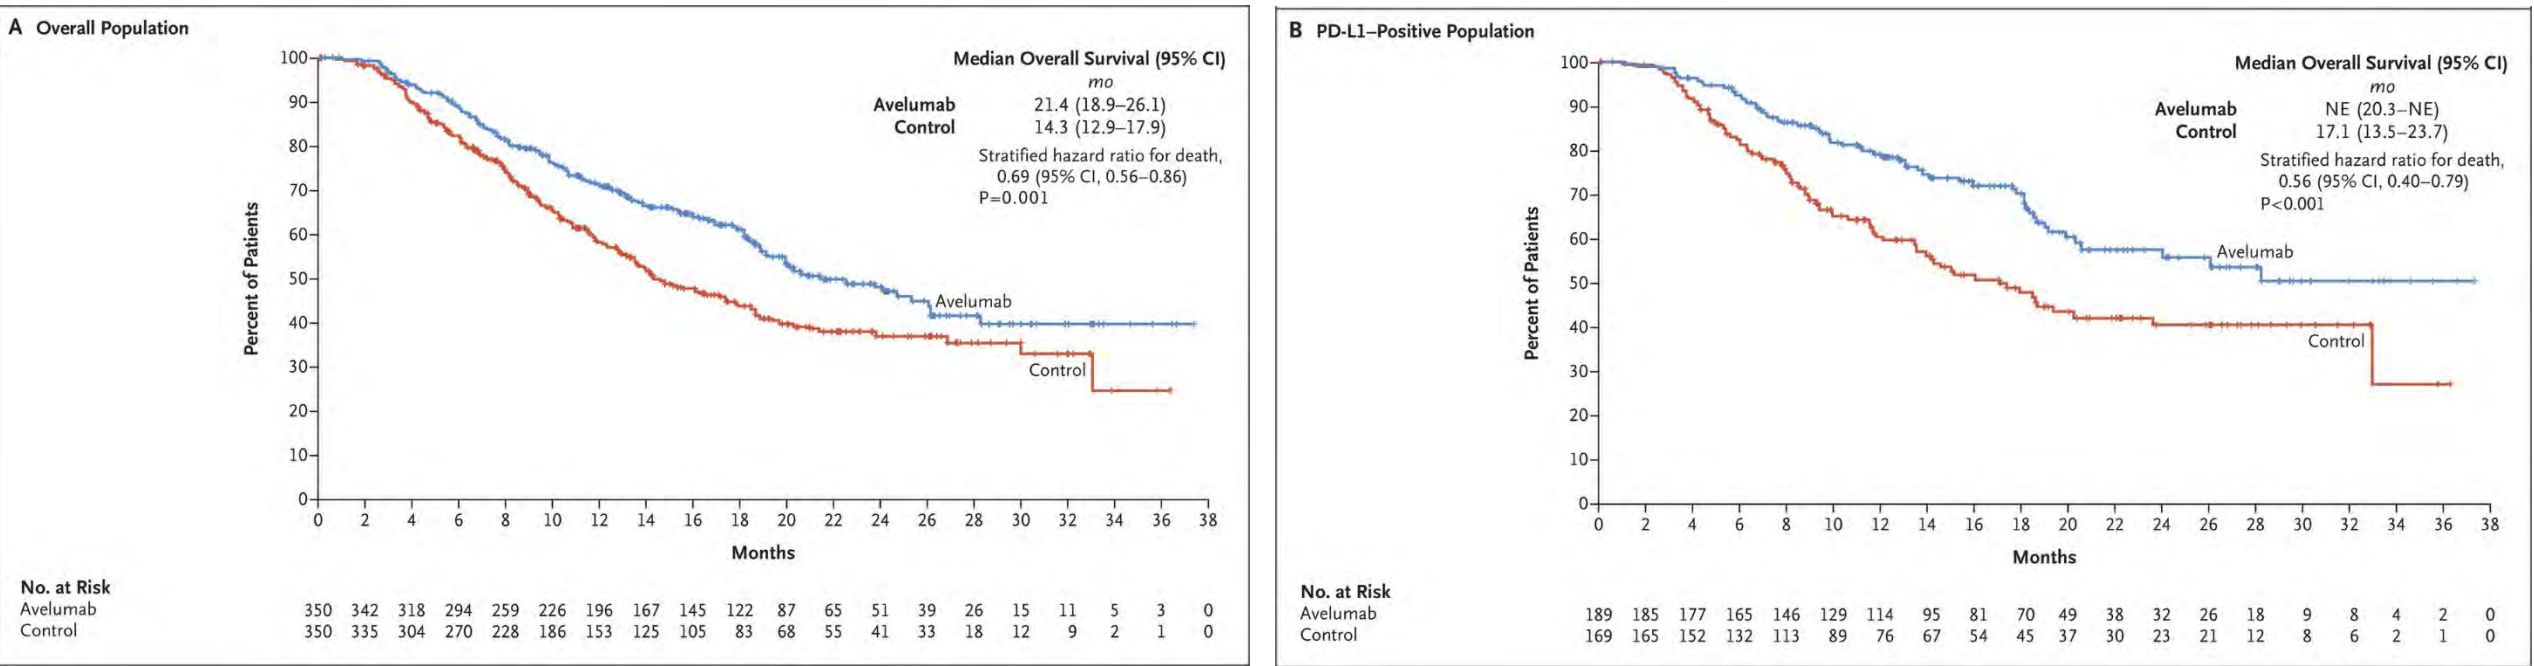 A Overall Population
Median Overall Survival (95% CI)
mo
Avelumab 21.4 (18.9–26.1)
Control 14.3 (12.9–17.9)
Stratified hazard ratio for death,
0.69 (95% CI, 0.56–0.86)
P=0.001
Percent of Patients
100
90
80
70
60
50
40
30
20
10
0
Avelumab
Control
0 2 4 6 8 10 12 14 16 18 20 22 24 26 28 30 32 34 36 38
Months
No. at Risk
Avelumab 350 342 318 294 259 226 196 167 145 122 87 65 51 39 26 15 11 5 3 0
Control 350 335 304 270 228 186 153 125 105 83 68 55 41 33 18 12 9 2 1 0
B PD-L1–Positive Population
Median Overall Survival (95% CI)
mo
Avelumab NE (20.3–NE)
Control 17.1 (13.5–23.7)
Stratified hazard ratio for death,
0.56 (95% CI, 0.40–0.79)
P<0.001
Percent of Patients
100
90
80
70
60
50
40
30
20
10
0
Avelumab
Control
0 2 4 6 8 10 12 14 16 18 20 22 24 26 28 30 32 34 36 38
Months
No. at Risk
Avelumab 189 185 177 165 146 129 114 95 81 70 49 38 32 26 18 9 8 4 2 0
Control 169 165 152 132 113 89 76 67 54 45 37 30 23 21 12 8 6 2 1 0